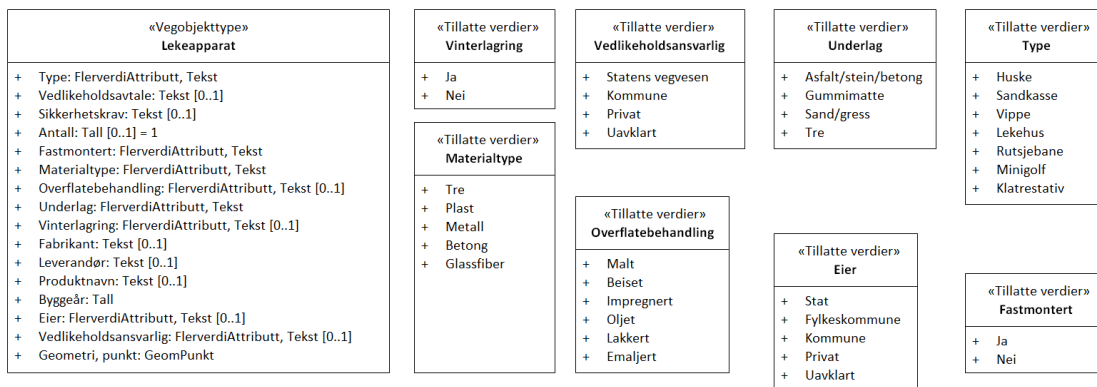 «Vegobjekttype»
Lekeapparat
+ Type: FlerverdiAttributt, Tekst
+ Vedlikeholdsavtale: Tekst [0..1]
+ Sikkerhetskrav: Tekst [0..1]
+ Antall: Tall [0..1] = 1
+ Fastmontert: FlerverdiAttributt, Tekst
+ Materialtype: FlerverdiAttributt, Tekst
+ Overflatebehandling: FlerverdiAttributt, Tekst [0..1]
+ Underlag: FlerverdiAttributt, Tekst
+ Vinterlagring: FlerverdiAttributt, Tekst [0..1]
+ Fabrikant: Tekst [0..1]
+ Leverandør: Tekst [0..1]
+ Produktnavn: Tekst [0..1]
+ Byggeår: Tall
+ Eier: FlerverdiAttributt, Tekst [0..1]
+ Vedlikeholdsansvarlig: FlerverdiAttributt, Tekst [0..1]
+ Geometri, punkt: GeomPunkt
«Tillatte verdier»
Vinterlagring
+ Ja
+ Nei
«Tillatte verdier»
Materialtype
+ Tre
+ Plast
+ Metall
+ Betong
+ Glassfiber
«Tillatte verdier»
Vedlikeholdsansvarlig
+ Statens vegvesen
+ Kommune
+ Privat
+ Uavklart
«Tillatte verdier»
Overflatebehandling
+ Malt
+ Beiset
+ Impregnert
+ Oljet
+ Lakkert
+ Emaljert
«Tillatte verdier»
Underlag
+ Asfalt/stein/betong
+ Gummimatte
+ Sand/gress
+ Tre
«Tillatte verdier»
Eier
+ Stat
+ Fylkeskommune
+ Kommune
+ Privat
+ Uavklart
«Tillatte verdier»
Type
+ Huske
+ Sandkasse
+ Vippe
+ Lekehus
+ Rutsjebane
+ Minigolf
+ Klatrestativ
«Tillatte verdier»
Fastmontert
+ Ja
+ Nei